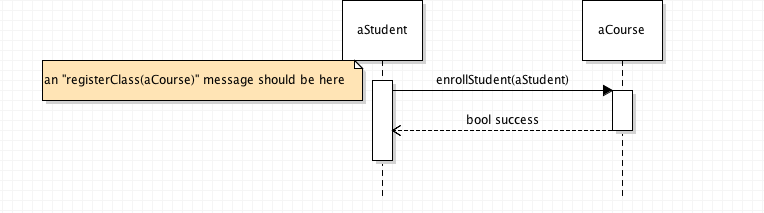 aStudent
aCourse
an "registerClass(aCourse)" message should be here
enrollStudent(aStudent)
bool success